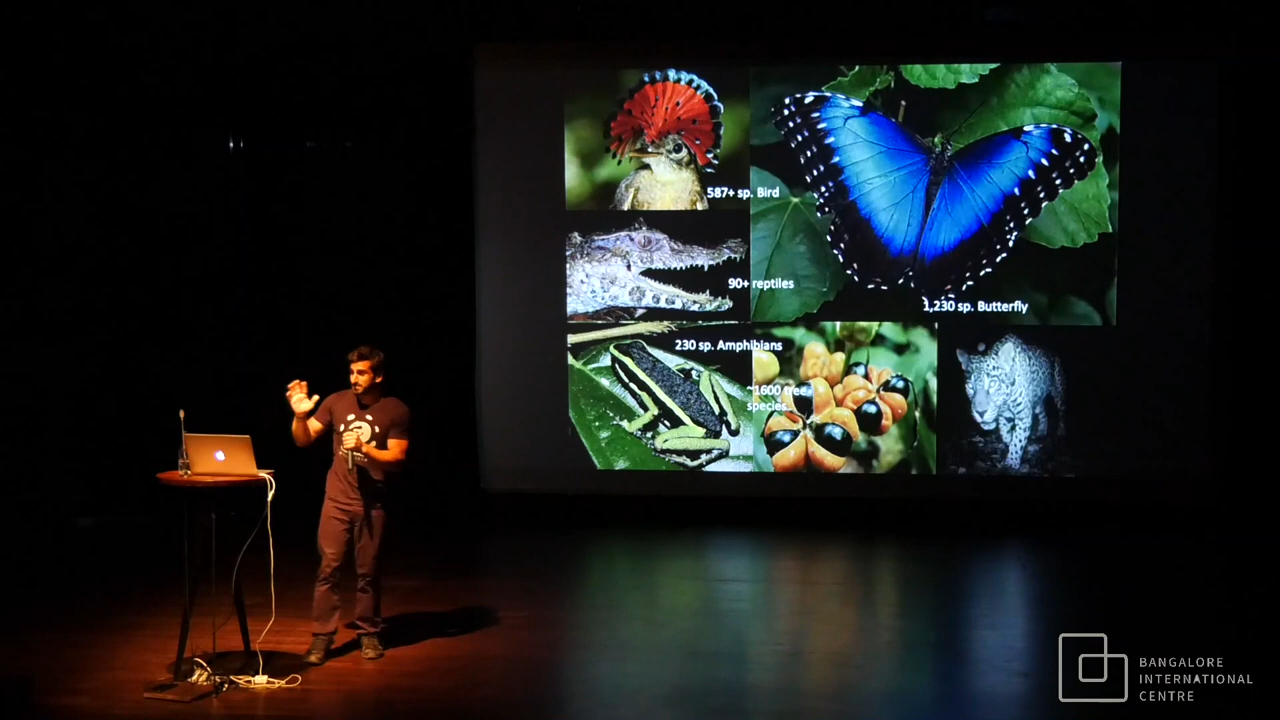 587+ sp. Bird
90+ reptiles
1,230 sp. Butterfly
230 sp. Amphibians
~1600 tree
species
BANGALORE
INTERNATIONAL
CENTRE